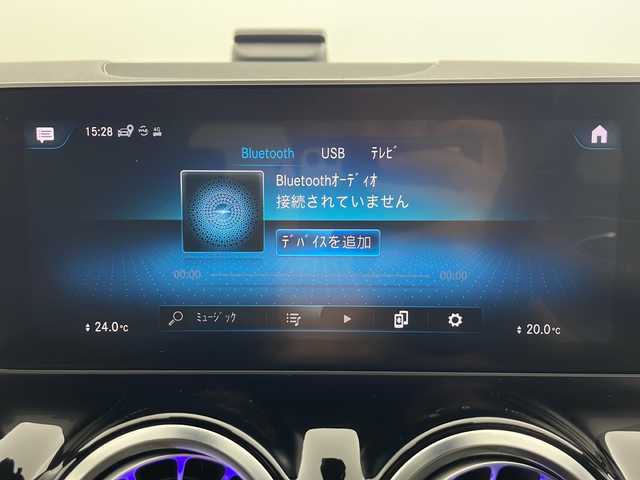 15:28 4G
Bluetooth USB ﾃﾚﾋﾞ
Bluetoothｵｰﾃﾞｨｵ
接続されていません
ﾃﾞﾊﾞｲｽを追加
00:00 00:00
ﾐｭｰｼﾞｯｸ
24.0°C 20.0°C